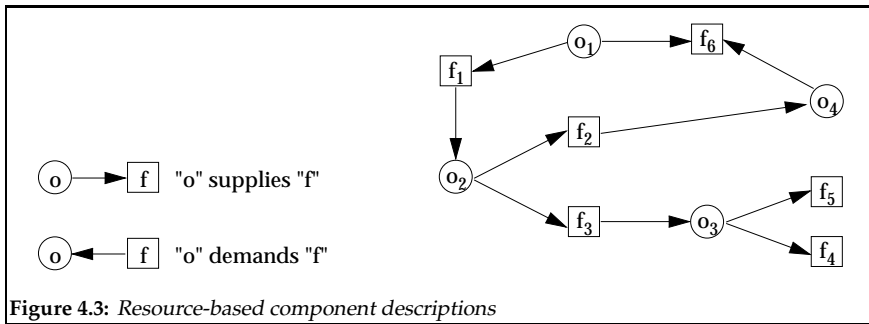 o1 f6
f1
o4
f2
o f "o" supplies "f"
o2
f5
f3 o3
o f "o" demands "f"
f4
Figure 4.3: Resource-based component descriptions